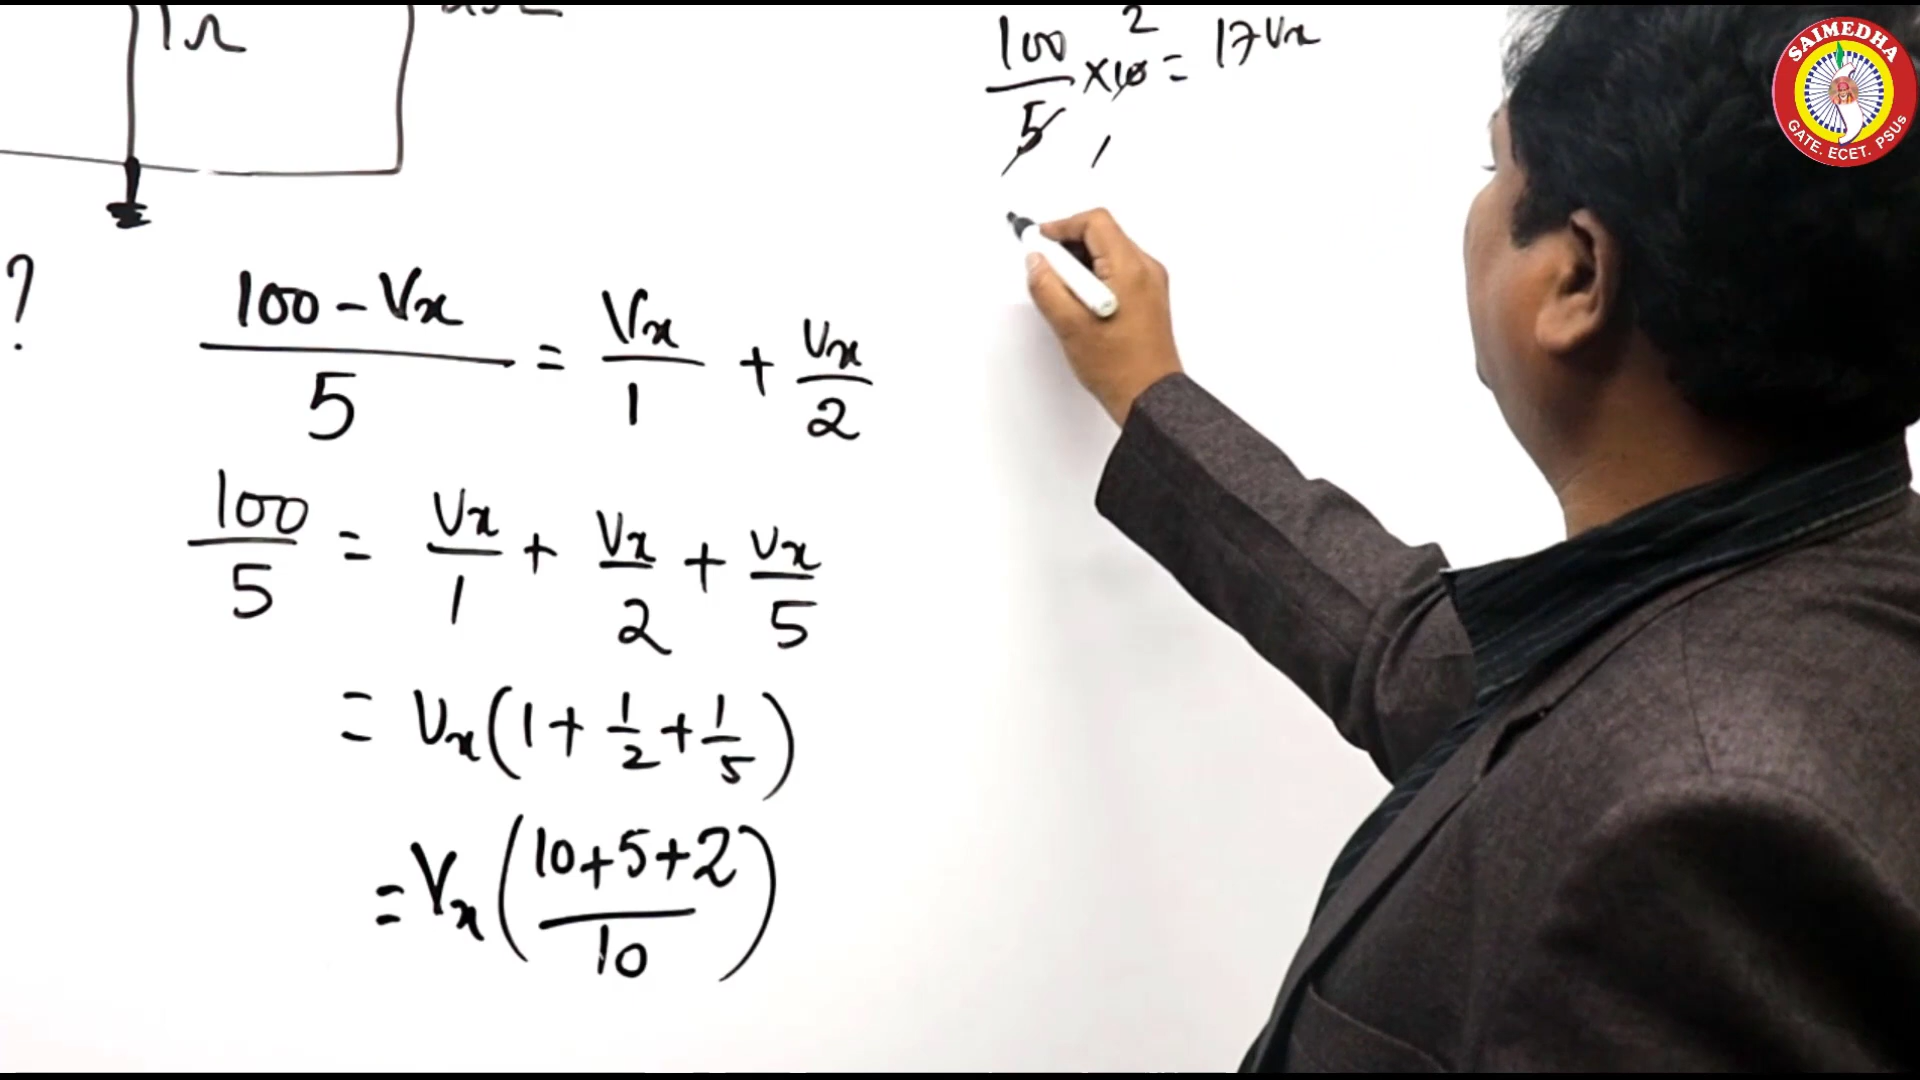 1Ω
100/5 × 10 = 17Vx
2
1
?
(100 - Vx)/5 = Vx/1 + Vx/2
100/5 = Vx/1 + Vx/2 + Vx/5
= Vx(1 + 1/2 + 1/5)
= Vx((10+5+2)/10)
SAIMEDHA
GATE. ECET. PSUs